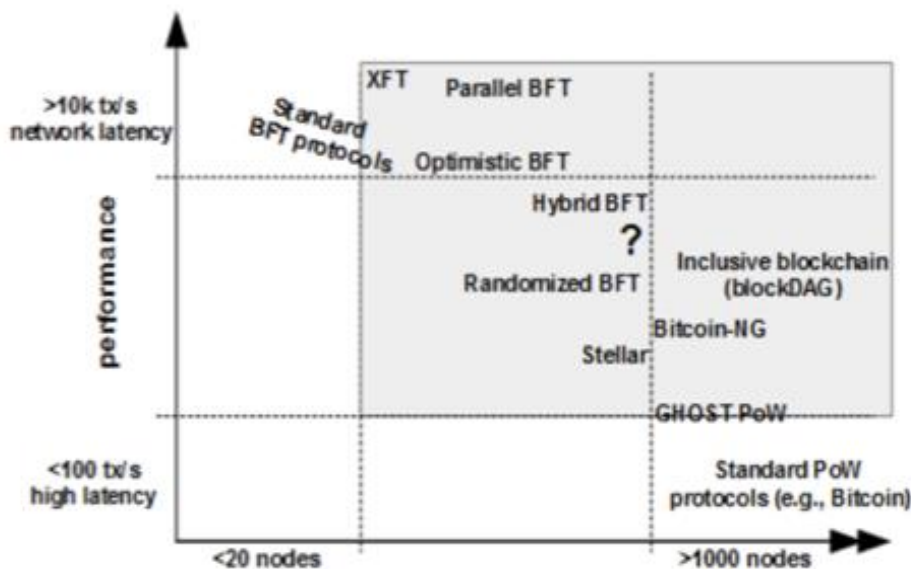 XFT
Parallel BFT
>10k tx/s
network latency
Standard
BFT protocols
Optimistic BFT
Hybrid BFT
?
performance
Inclusive blockchain
(blockDAG)
Randomized BFT
Bitcoin-NG
Stellar
GHOST PoW
<100 tx/s
high latency
Standard PoW
protocols (e.g., Bitcoin)
<20 nodes
>1000 nodes